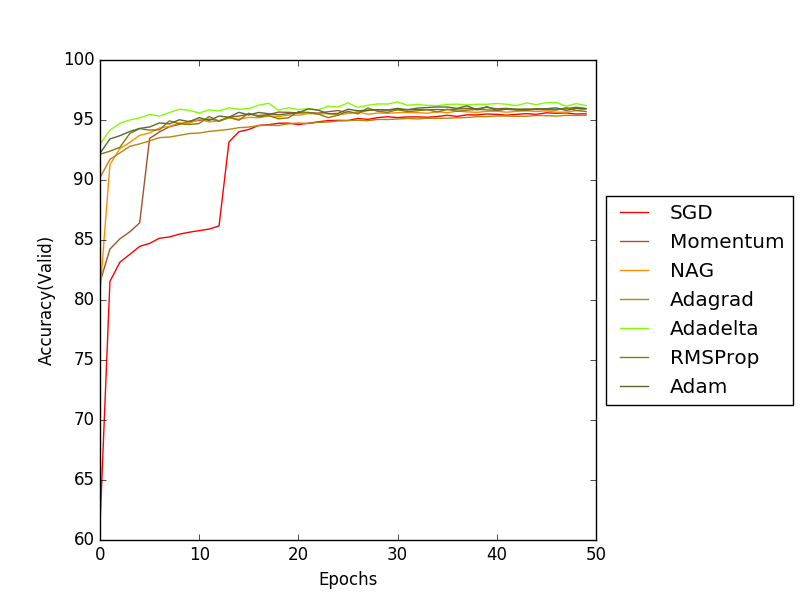 100
95
90
85
80
75
70
65
60
Accuracy(Valid)
0 10 20 30 40 50
Epochs
SGD
Momentum
NAG
Adagrad
Adadelta
RMSProp
Adam